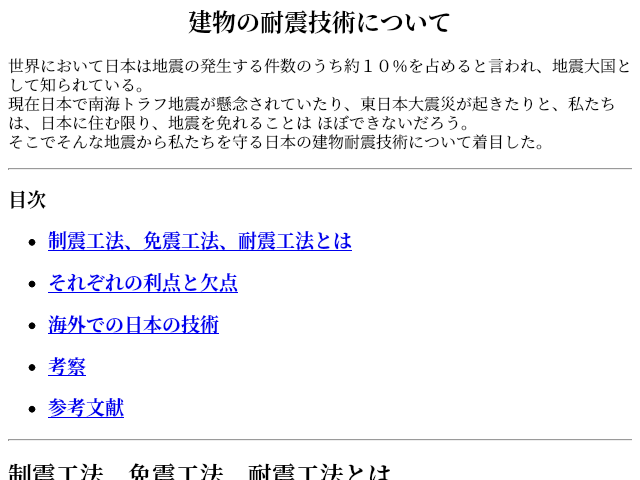 建物の耐震技術について
世界において日本は地震の発生する件数のうち約１０％を占めると言われ、地震大国と
して知られている。
現在日本で南海トラフ地震が懸念されていたり、東日本大震災が起きたりと、私たち
は、日本に住む限り、地震を免れることは ほぼできないだろう。
そこでそんな地震から私たちを守る日本の建物耐震技術について着目した。
目次
制震工法、免震工法、耐震工法とは
それぞれの利点と欠点
海外での日本の技術
考察
参考文献
制震工法、免震工法、耐震工法とは